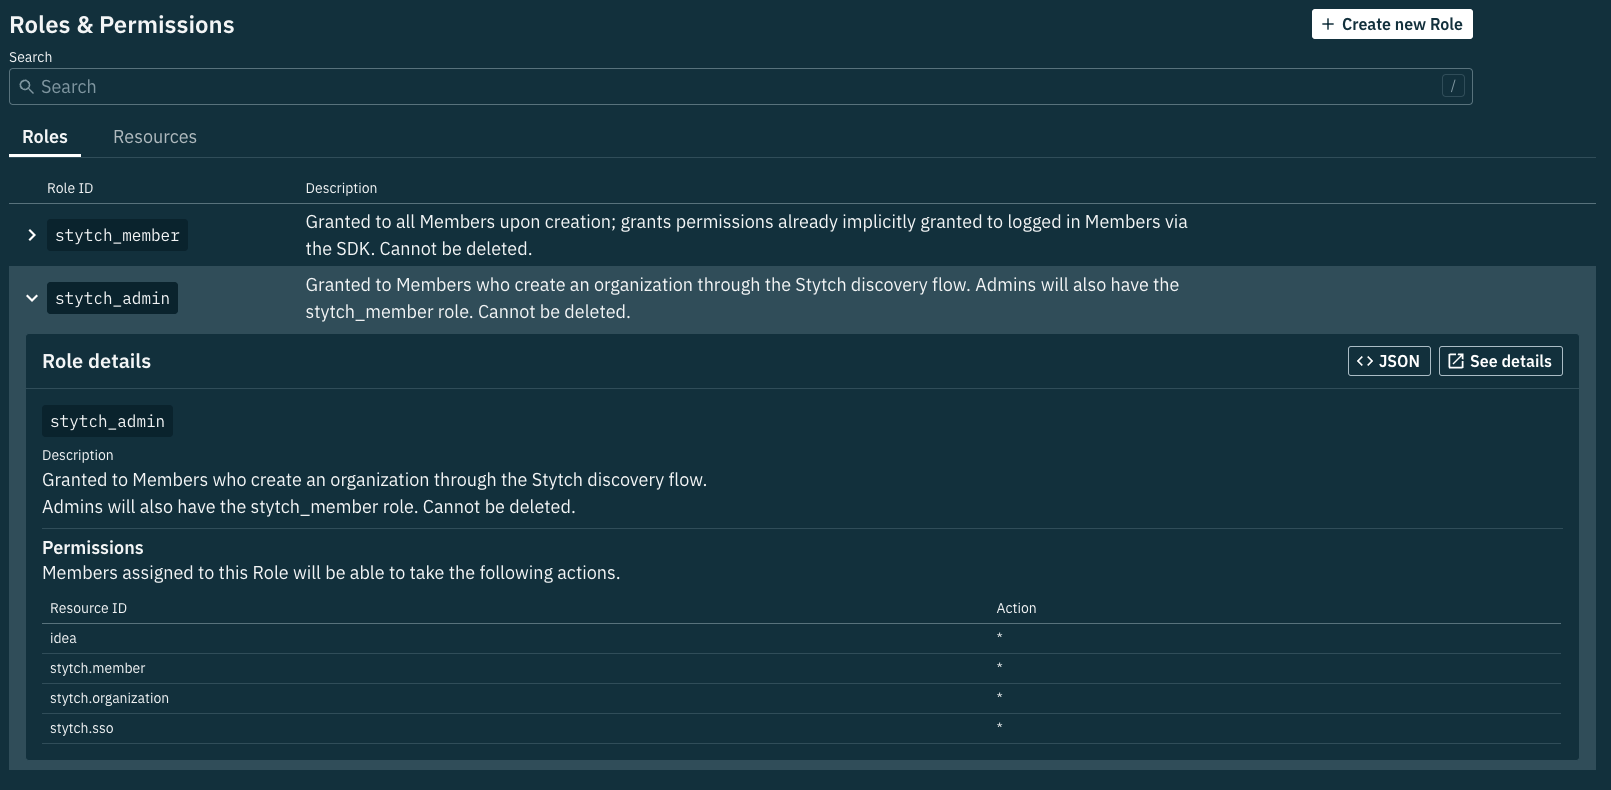 Roles & Permissions
+ Create new Role
Search
Search
/
Roles Resources
Role ID Description
stytch_member
Granted to all Members upon creation; grants permissions already implicitly granted to logged in Members via
the SDK. Cannot be deleted.
stytch_admin
Granted to Members who create an organization through the Stytch discovery flow. Admins will also have the
stytch_member role. Cannot be deleted.
Role details
<> JSON
See details
stytch_admin
Description
Granted to Members who create an organization through the Stytch discovery flow.
Admins will also have the stytch_member role. Cannot be deleted.
Permissions
Members assigned to this Role will be able to take the following actions.
Resource ID Action
idea *
stytch.member *
stytch.organization *
stytch.sso *